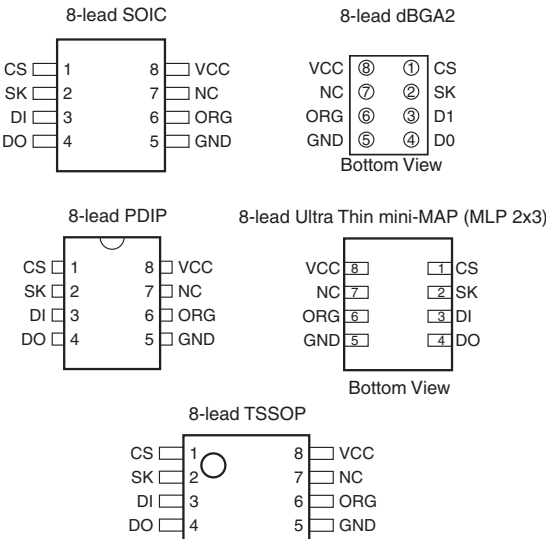 8-lead SOIC
CS 1 8 VCC
SK 2 7 NC
DI 3 6 ORG
DO 4 5 GND
8-lead dBGA2
VCC 8 1 CS
NC 7 2 SK
ORG 6 3 D1
GND 5 4 D0
Bottom View
8-lead PDIP
CS 1 8 VCC
SK 2 7 NC
DI 3 6 ORG
DO 4 5 GND
8-lead Ultra Thin mini-MAP (MLP 2x3)
VCC 8 1 CS
NC 7 2 SK
ORG 6 3 DI
GND 5 4 DO
Bottom View
8-lead TSSOP
CS 1 8 VCC
SK 2 7 NC
DI 3 6 ORG
DO 4 5 GND